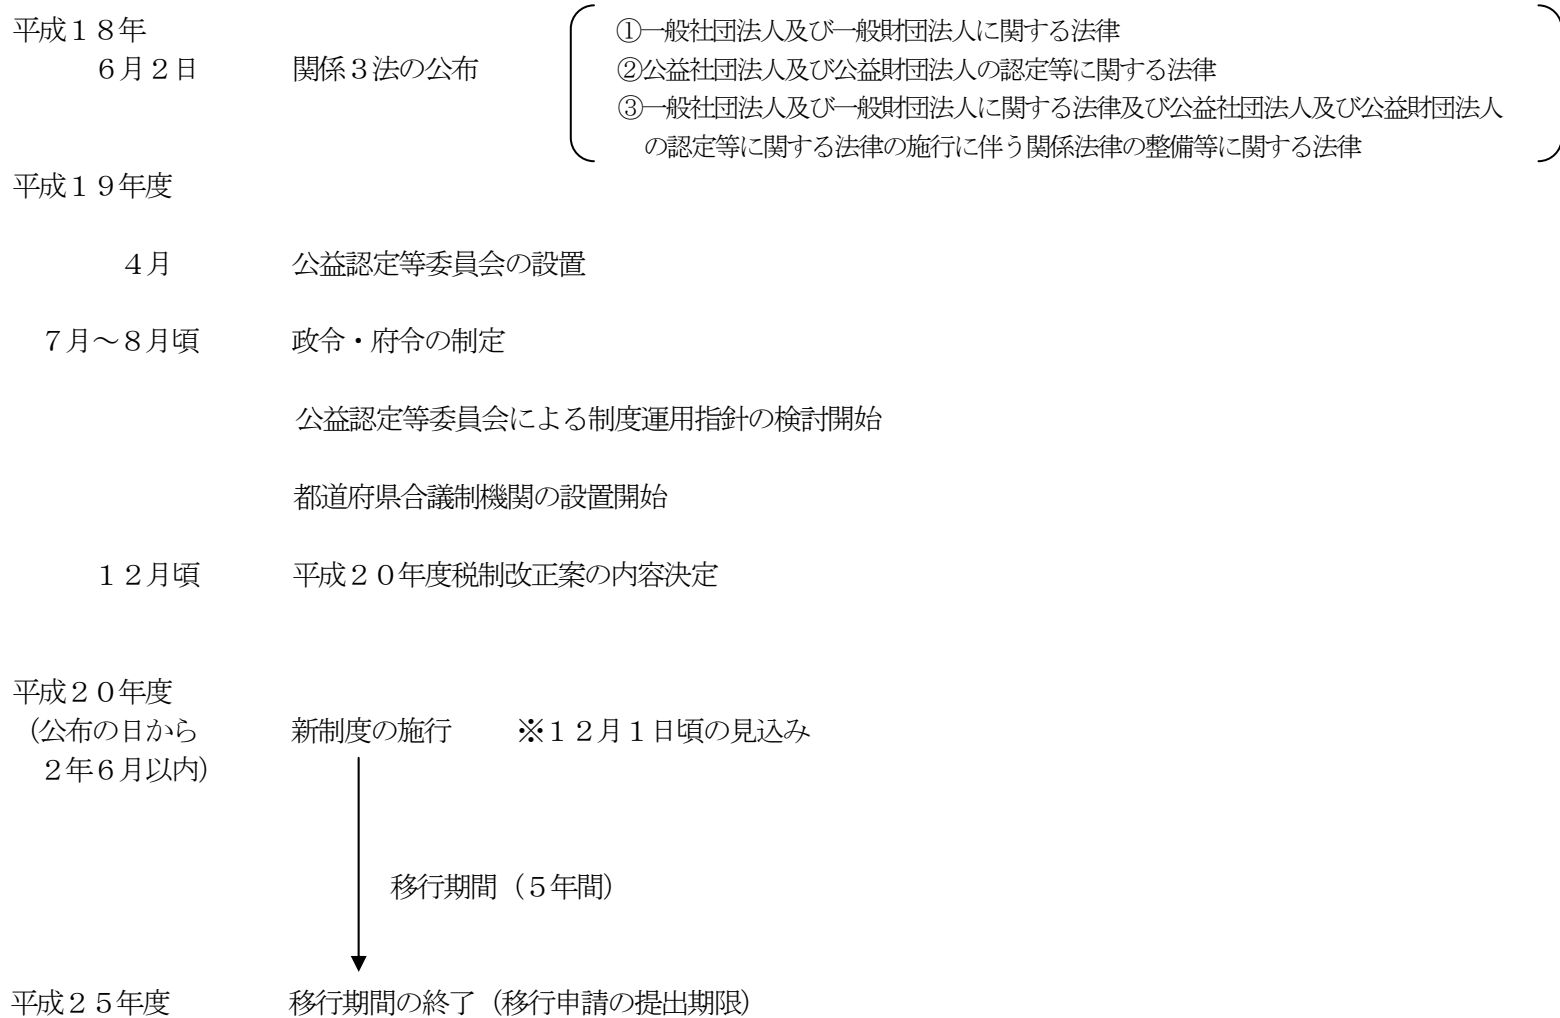 平成１８年
６月２日　関係３法の公布
①一般社団法人及び一般財団法人に関する法律
②公益社団法人及び公益財団法人の認定等に関する法律
③一般社団法人及び一般財団法人に関する法律及び公益社団法人及び公益財団法人
の認定等に関する法律の施行に伴う関係法律の整備等に関する法律
平成１９年度
４月　公益認定等委員会の設置
７月～８月頃　政令・府令の制定
公益認定等委員会による制度運用指針の検討開始
都道府県合議制機関の設置開始
１２月頃　平成２０年度税制改正案の内容決定
平成２０年度
（公布の日から　新制度の施行　※１２月１日頃の見込み
２年６月以内）
移行期間（５年間）
平成２５年度　移行期間の終了（移行申請の提出期限）